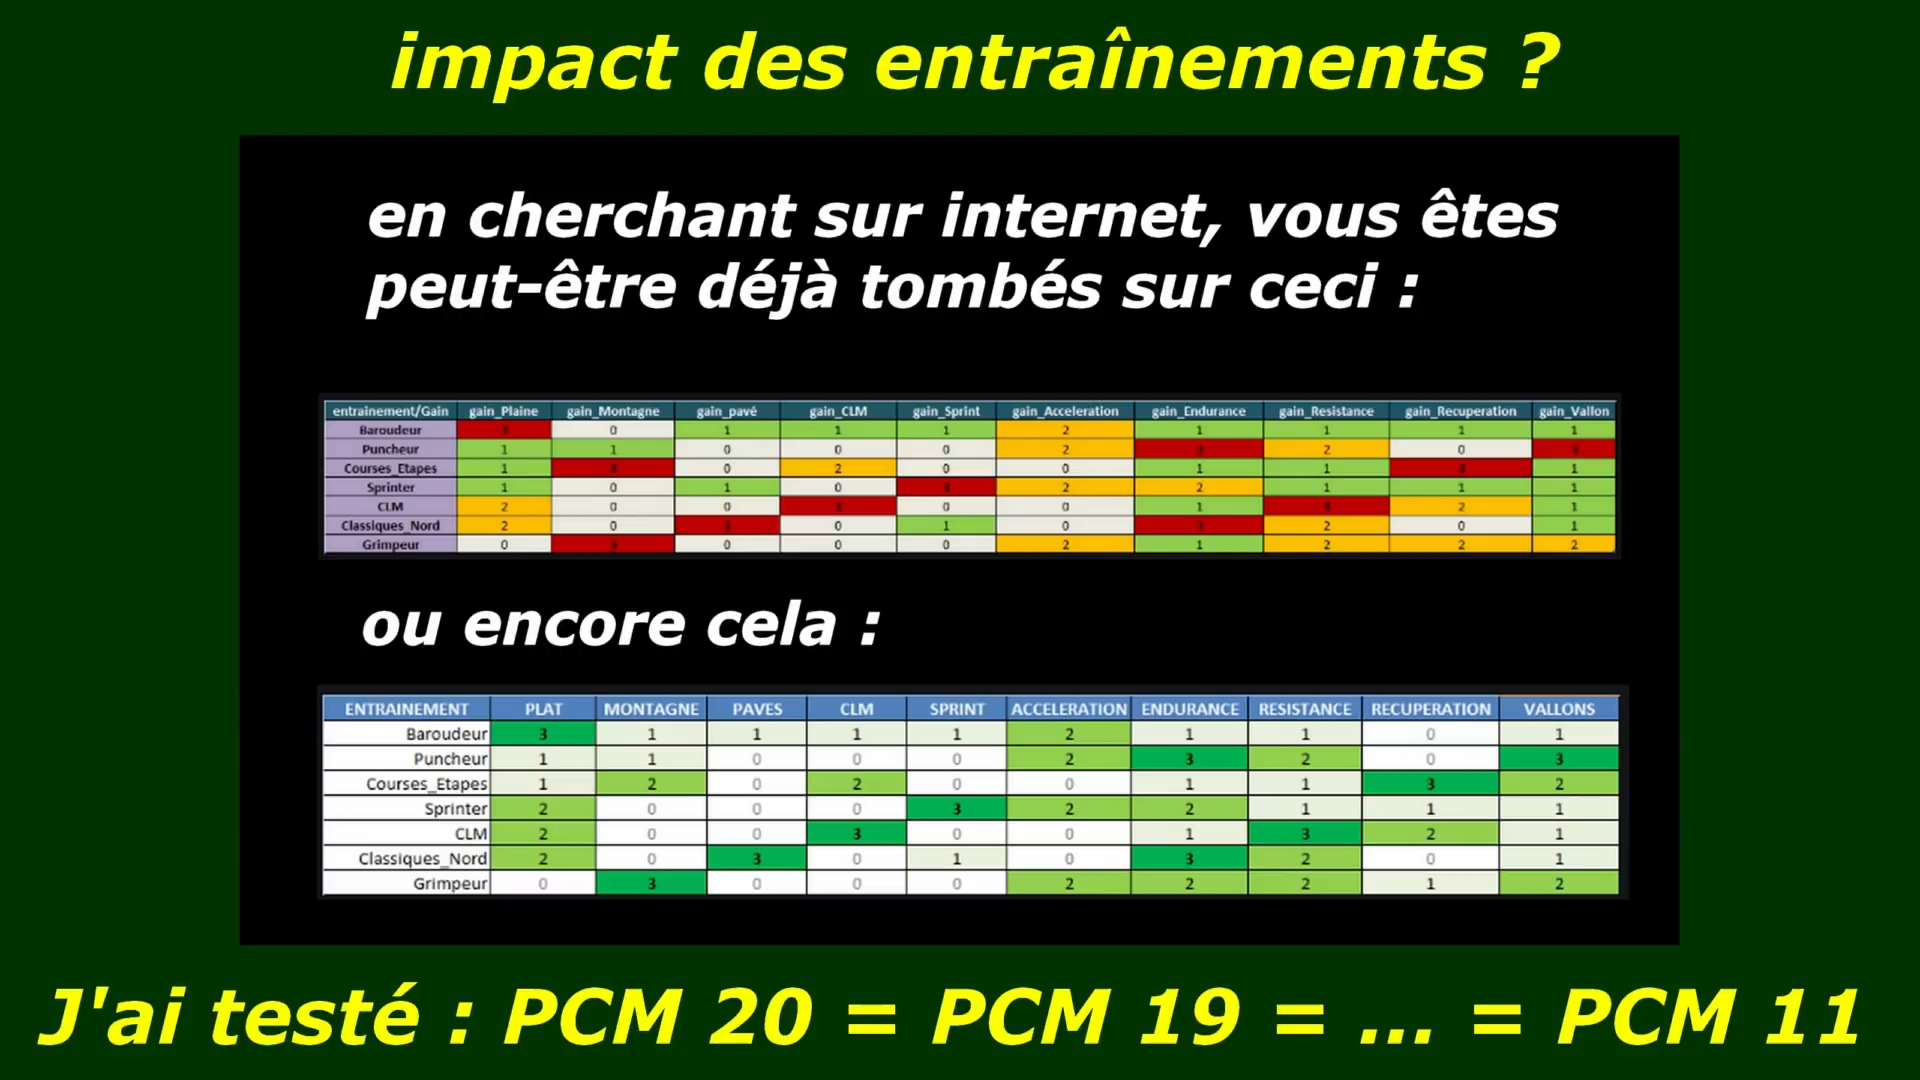 impact des entraînements ?
en cherchant sur internet, vous êtes
peut-être déjà tombés sur ceci :
entrainement/Gain gain_Plaine gain_Montagne gain_pavé gain_CLM gain_Sprint gain_Acceleration gain_Endurance gain_Resistance gain_Recuperation gain_Vallon
Baroudeur 0 1 1 1 2 1 1 1 1
Puncheur 1 1 0 0 0 2 2 0
Courses_Etapes 1 0 2 0 0 1 1 1
Sprinter 1 0 1 0 2 2 1 1 1
CLM 2 0 0 0 0 1 2 1
Classiques_Nord 2 0 0 1 0 2 0 1
Grimpeur 0 0 0 0 2 1 2 2 2
ou encore cela :
ENTRAINEMENT PLAT MONTAGNE PAVES CLM SPRINT ACCELERATION ENDURANCE RESISTANCE RECUPERATION VALLONS
Baroudeur 3 1 1 1 1 2 1 1 0 1
Puncheur 1 1 0 0 0 2 3 2 0 3
Courses_Etapes 1 2 0 2 0 0 1 1 3 2
Sprinter 2 0 0 0 3 2 2 1 1 1
CLM 2 0 0 3 0 0 1 3 2 1
Classiques_Nord 2 0 3 0 1 0 3 2 0 1
Grimpeur 0 3 0 0 0 2 2 2 1 2
J'ai testé : PCM 20 = PCM 19 = ... = PCM 11